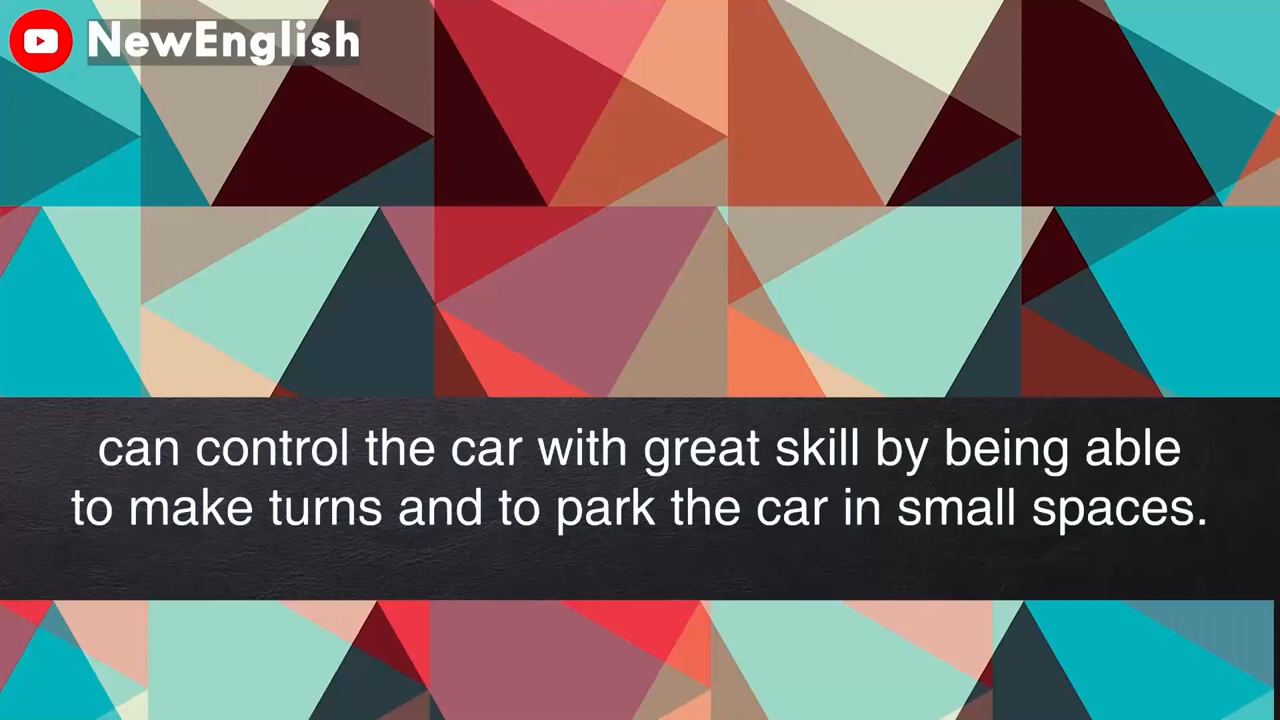 NewEnglish
can control the car with great skill by being able
to make turns and to park the car in small spaces.